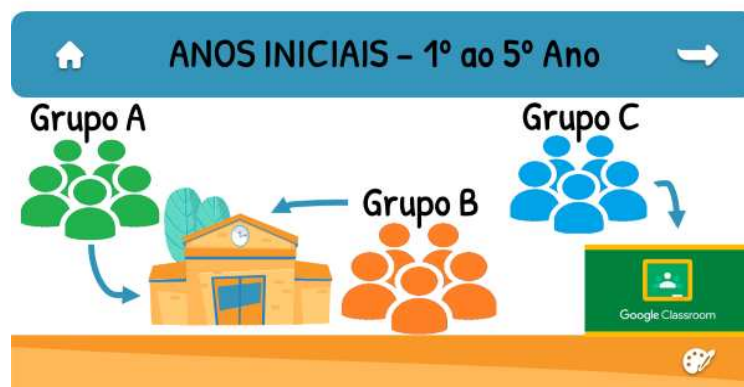 ANOS INICIAIS – 1º ao 5º Ano
Grupo A
Grupo C
Grupo B
Google Classroom